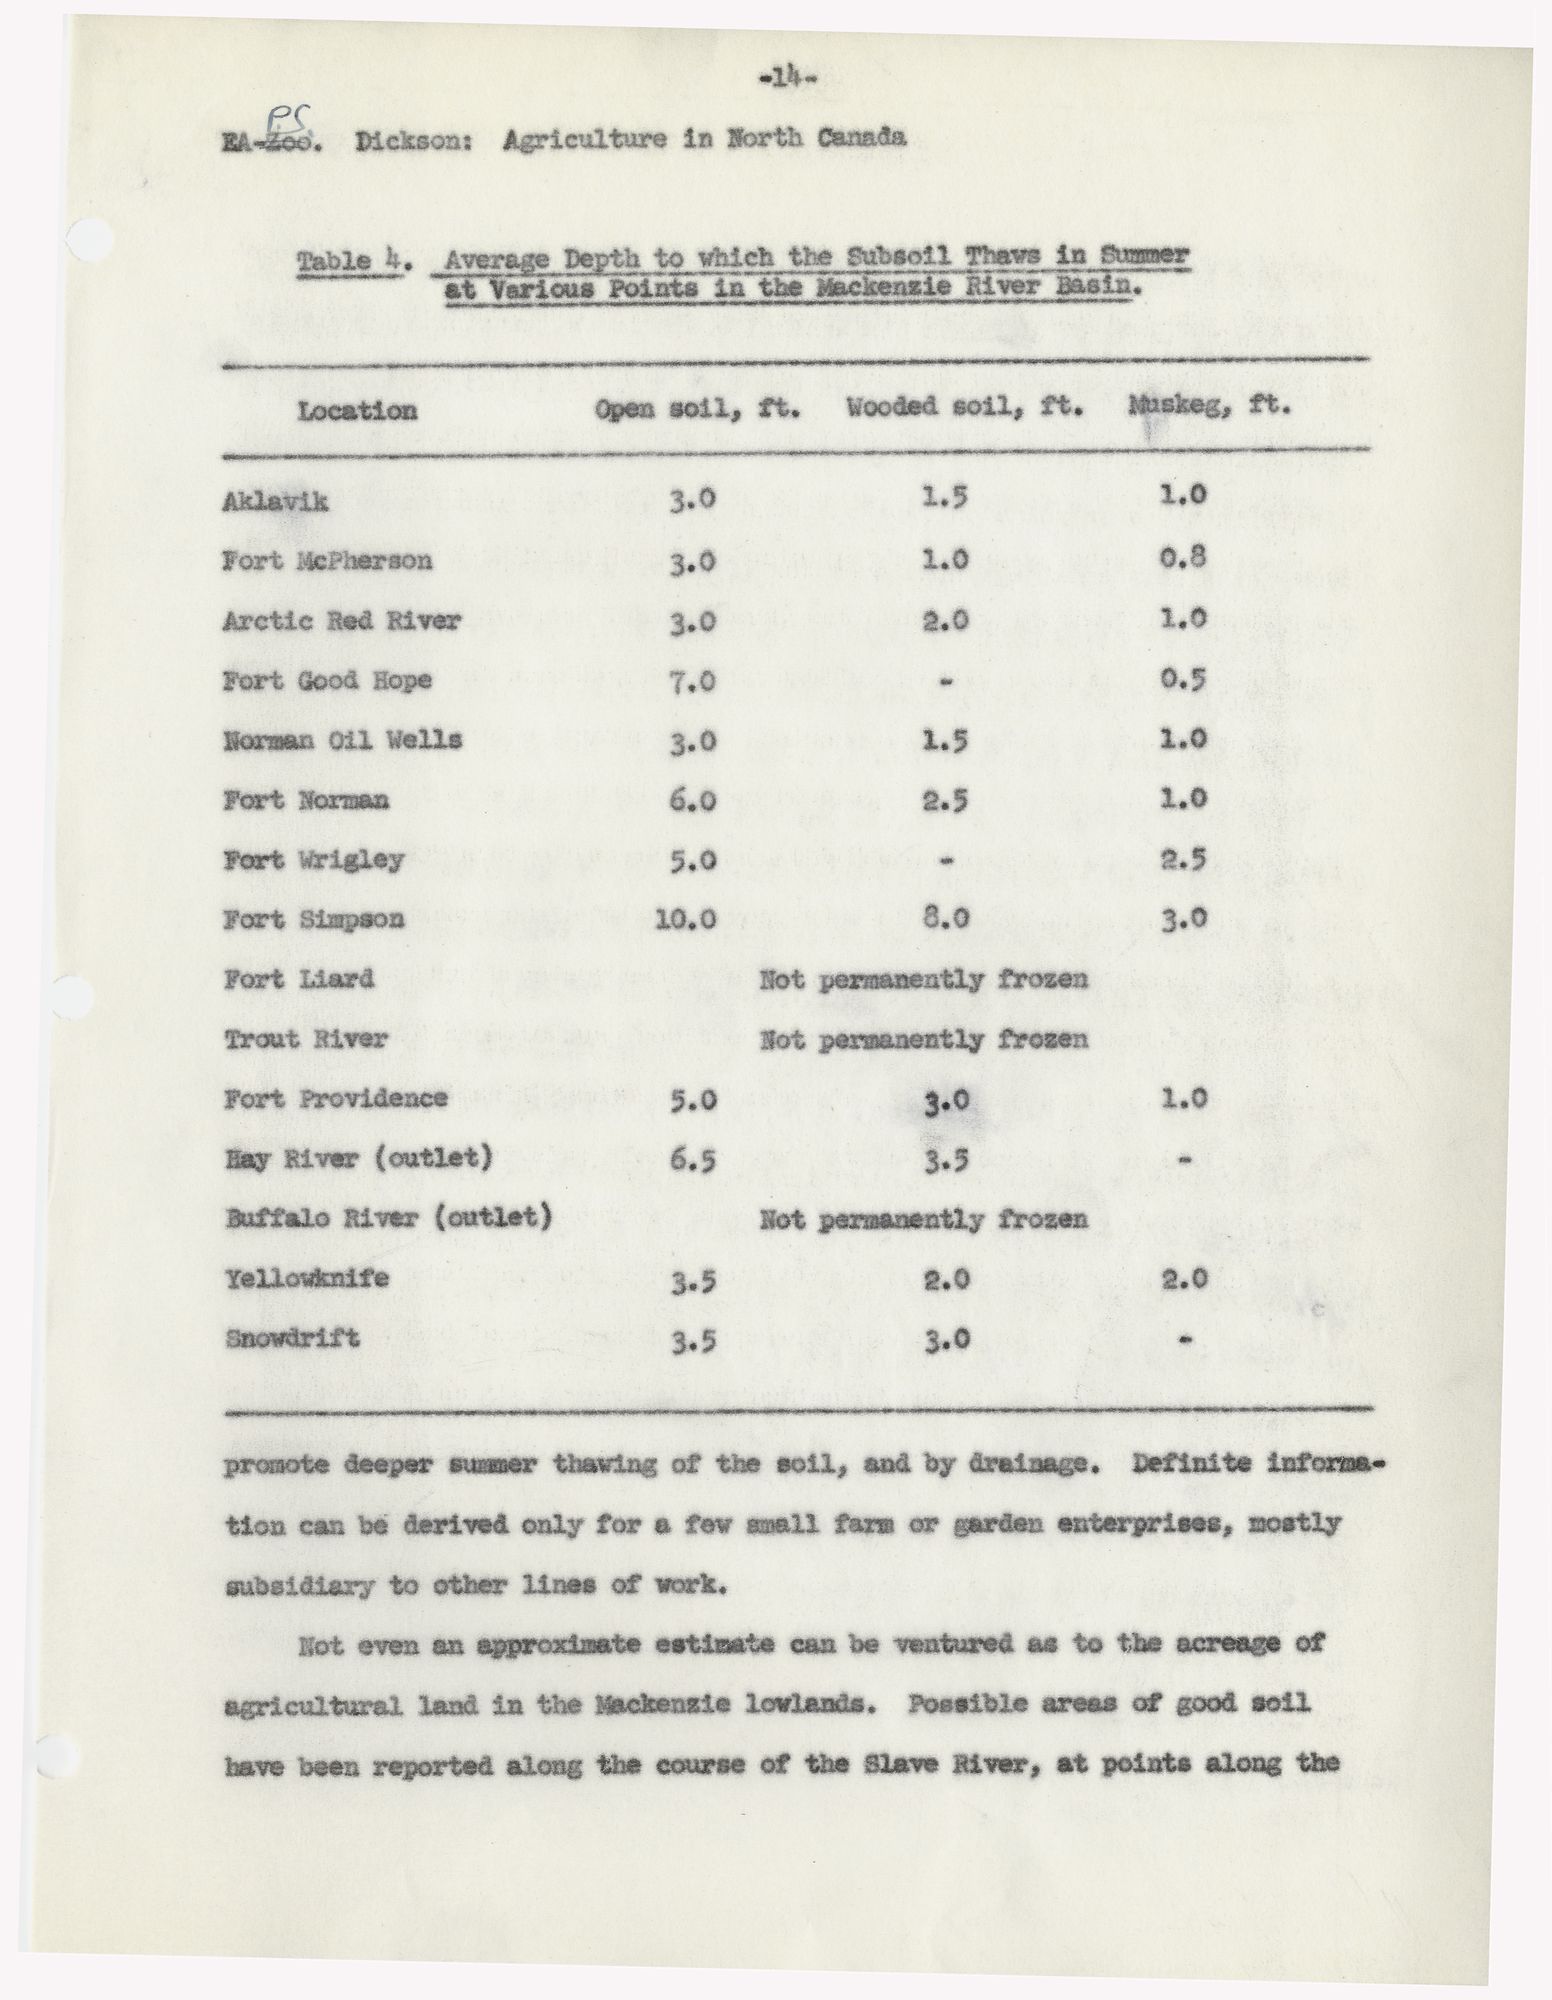 -14-
P.S.
EA-Zoo. Dickson: Agriculture in North Canada
Table 4. Average Depth to which the Subsoil Thaws in Summer
at Various Points in the Mackenzie River Basin.
Location Open soil, ft. Wooded soil, ft. Muskeg, ft.
Aklavik 3.0 1.5 1.0
Fort McPherson 3.0 1.0 0.8
Arctic Red River 3.0 2.0 1.0
Fort Good Hope 7.0 - 0.5
Norman Oil Wells 3.0 1.5 1.0
Fort Norman 6.0 2.5 1.0
Fort Wrigley 5.0 - 2.5
Fort Simpson 10.0 8.0 3.0
Fort Liard Not permanently frozen
Trout River Not permanently frozen
Fort Providence 5.0 3.0 1.0
Hay River (outlet) 6.5 3.5 -
Buffalo River (outlet) Not permanently frozen
Yellowknife 3.5 2.0 2.0
Snowdrift 3.5 3.0 -
promote deeper summer thawing of the soil, and by drainage. Definite informa-
tion can be derived only for a few small farm or garden enterprises, mostly
subsidiary to other lines of work.
Not even an approximate estimate can be ventured as to the acreage of
agricultural land in the Mackenzie lowlands. Possible areas of good soil
have been reported along the course of the Slave River, at points along the